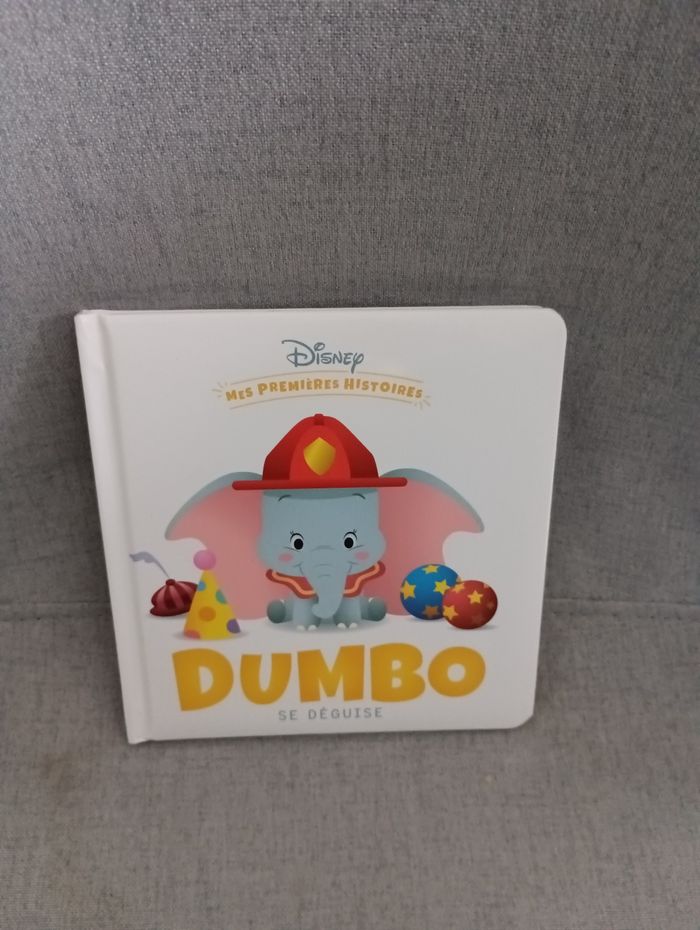 Disney
MES PREMIÈRES HISTOIRES
DUMBO
SE DÉGUISE